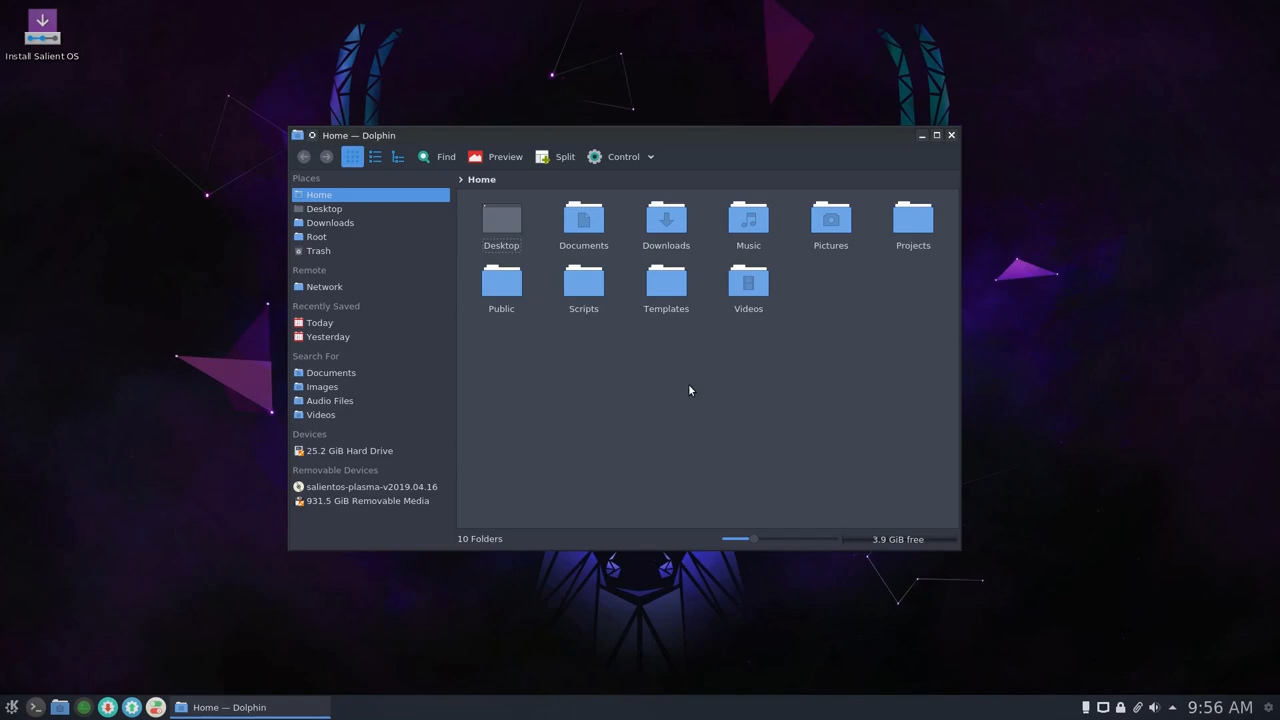 Install Salient OS
Home — Dolphin
Find
Preview
Split
Control
Places
Home
Desktop
Downloads
Root
Trash
Remote
Network
Recently Saved
Today
Yesterday
Search For
Documents
Images
Audio Files
Videos
Devices
25.2 GiB Hard Drive
Removable Devices
salientos-plasma-v2019.04.16
931.5 GiB Removable Media
Home
Desktop
Documents
Downloads
Music
Pictures
Projects
Public
Scripts
Templates
Videos
10 Folders
3.9 GiB free
Home — Dolphin
9:56 AM